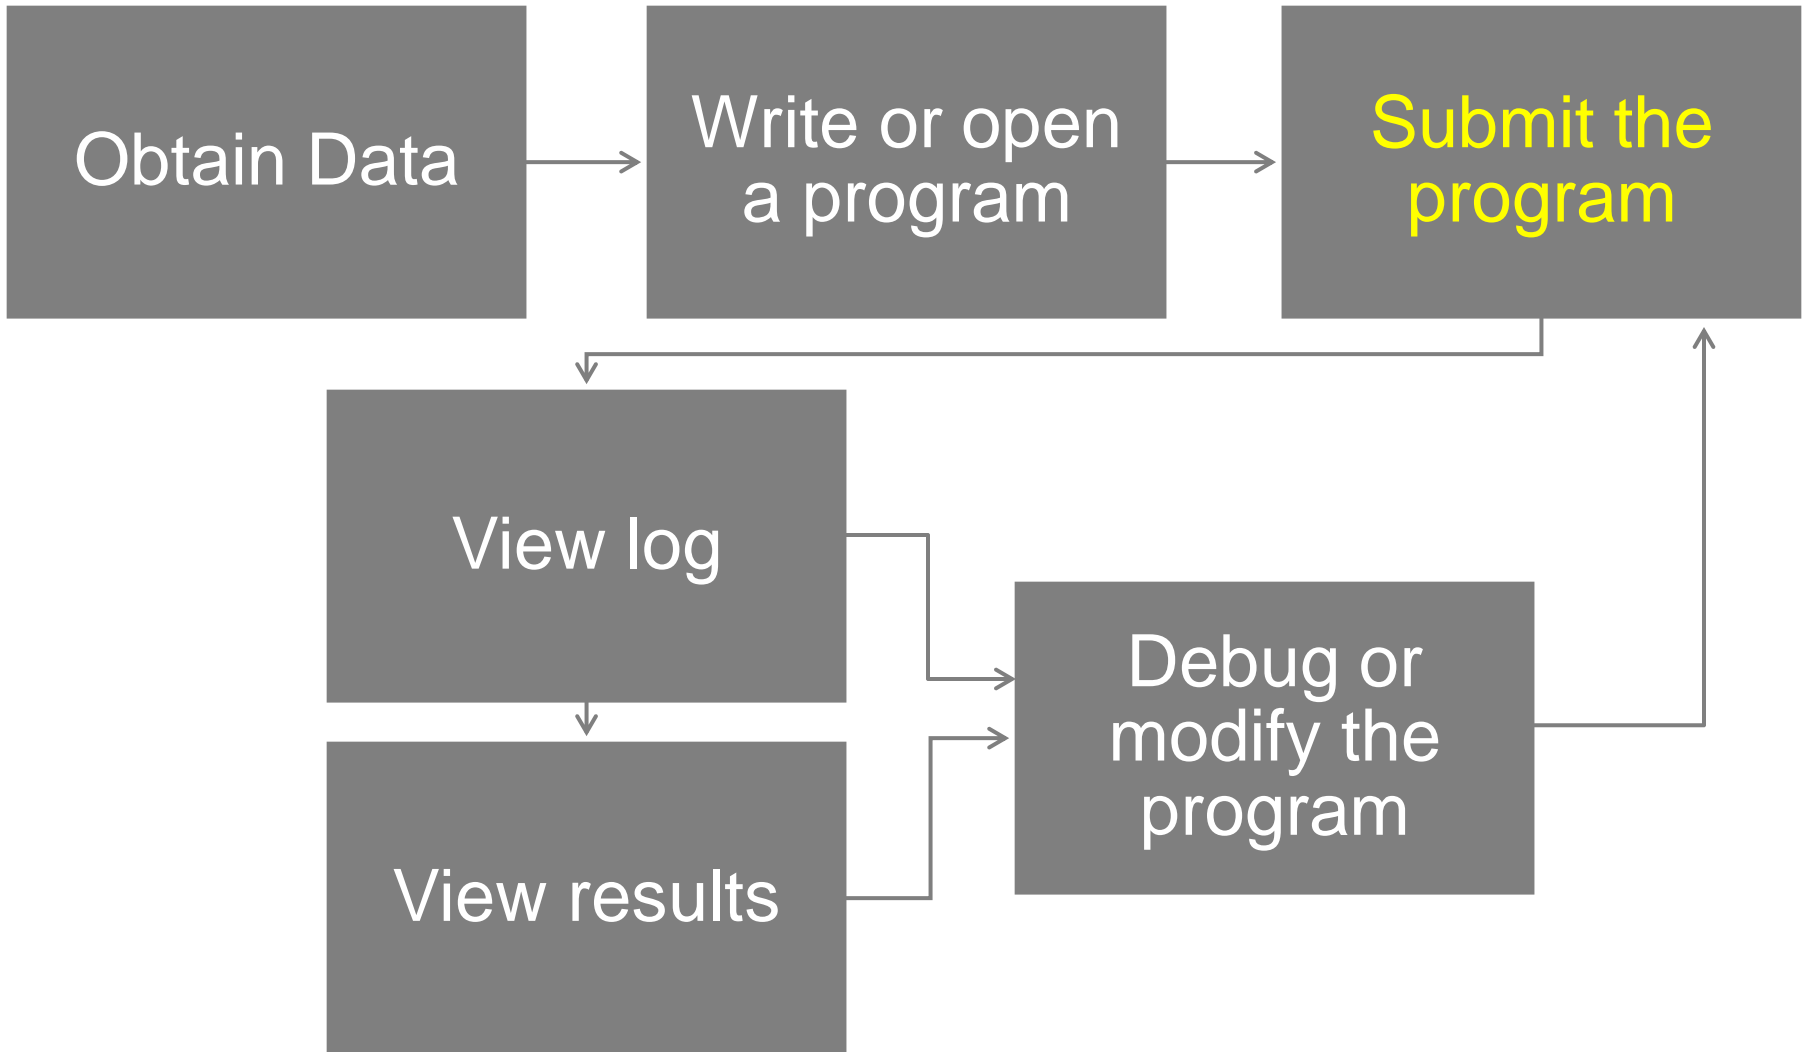 Obtain Data
Write or open
a program
Submit the
program
View log
Debug or
modify the
program
View results